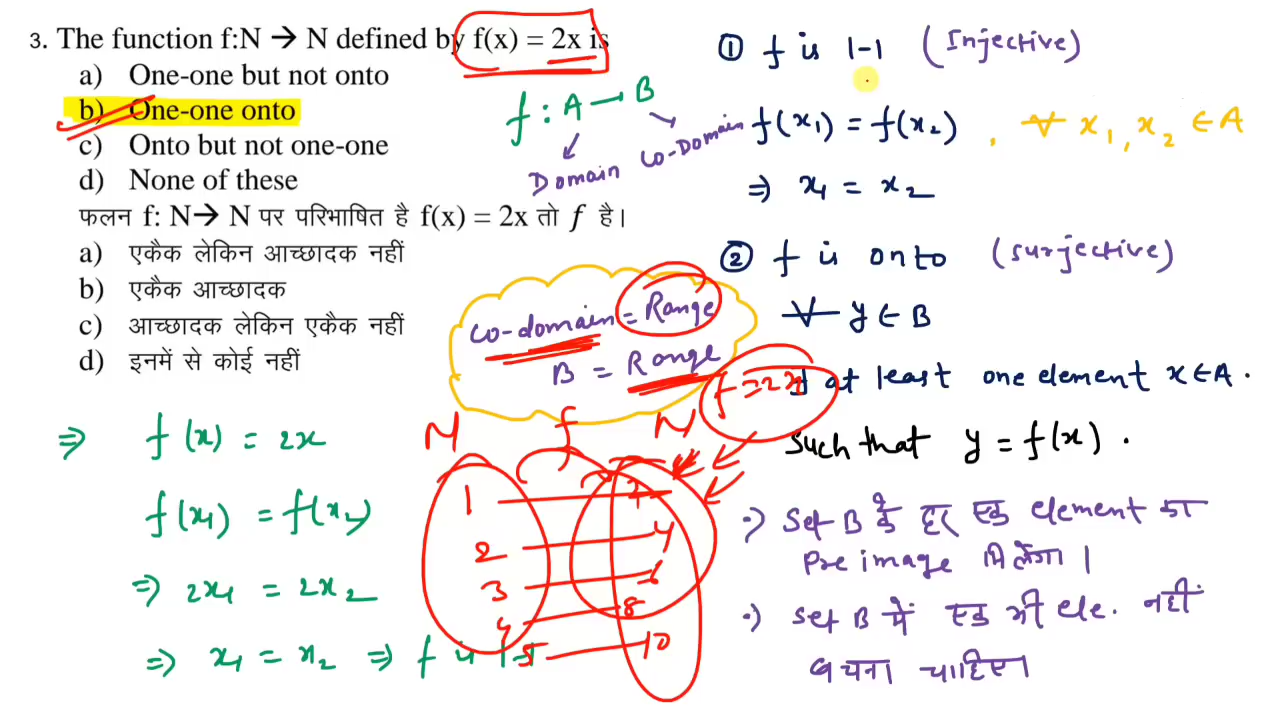 3. The function f:N → N defined by f(x) = 2x is
a) One-one but not onto
b) One-one onto
c) Onto but not one-one
d) None of these
फलन f: N→ N पर परिभाषित है f(x) = 2x तो f है।
a) एकैक लेकिन आच्छादक नहीं
b) एकैक आच्छादक
c) आच्छादक लेकिन एकैक नहीं
d) इनमें से कोई नहीं
f : A → B
Domain
Co-Domain
① f is 1-1 (Injective)
f(x₁) = f(x₂) , ∀ x₁, x₂ ∈ A
⇒ x₁ = x₂
② f is onto (Surjective)
∀ y ∈ B
at least one element x ∈ A.
such that y = f(x).
Co-domain = Range
B = Range
f = 2x
⇒ f(x) = 2x
f(x₁) = f(x₂)
⇒ 2x₁ = 2x₂
⇒ x₁ = x₂ ⇒ f is
N f N
1 2
2 4
3 6
4 8
5 10
Set B के हर एक element का
Pre image मिलेगा।
Set B में एक भी ele. नहीं
बचना चाहिए।